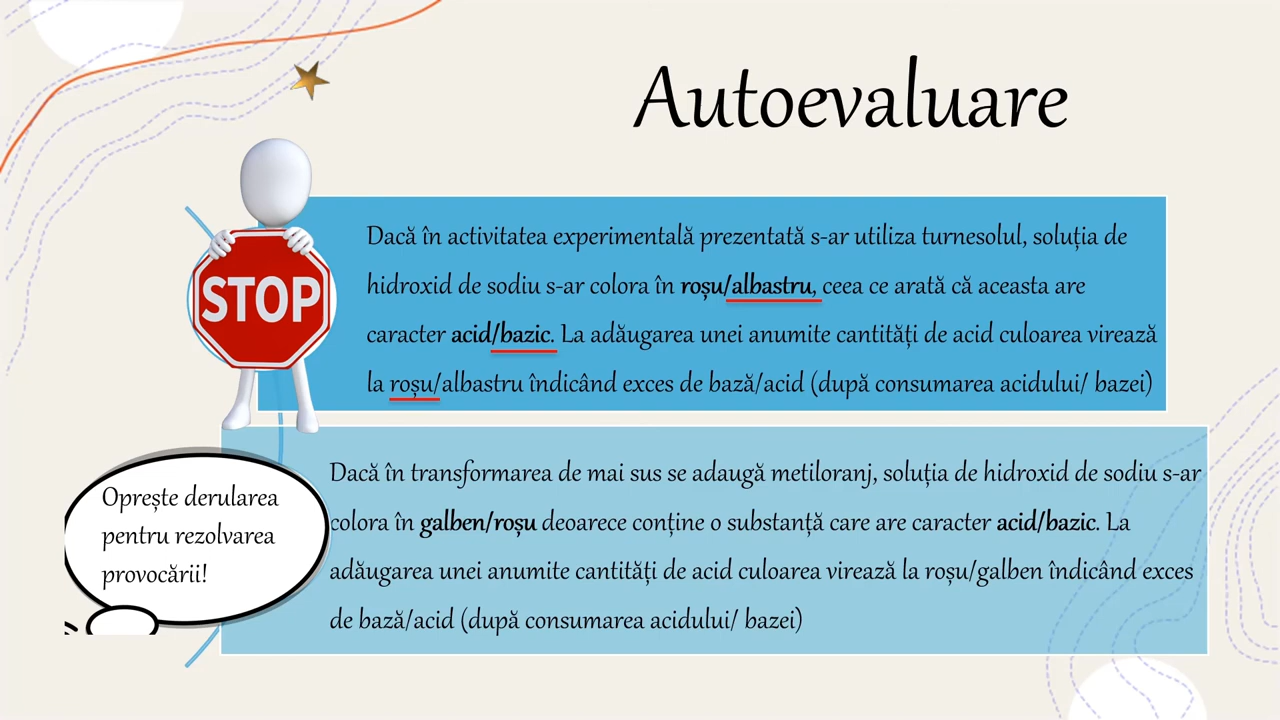 Autoevaluare
STOP
Dacă în activitatea experimentală prezentată s-ar utiliza turnesolul, soluția de
hidroxid de sodiu s-ar colora în roșu/albastru, ceea ce arată că aceasta are
caracter acid/bazic. La adăugarea unei anumite cantități de acid culoarea virează
la roșu/albastru îndicând exces de bază/acid (după consumarea acidului/ bazei)
Oprește derularea
pentru rezolvarea
provocării!
Dacă în transformarea de mai sus se adaugă metiloranj, soluția de hidroxid de sodiu s-ar
colora în galben/roșu deoarece conține o substanță care are caracter acid/bazic. La
adăugarea unei anumite cantități de acid culoarea virează la roșu/galben îndicând exces
de bază/acid (după consumarea acidului/ bazei)